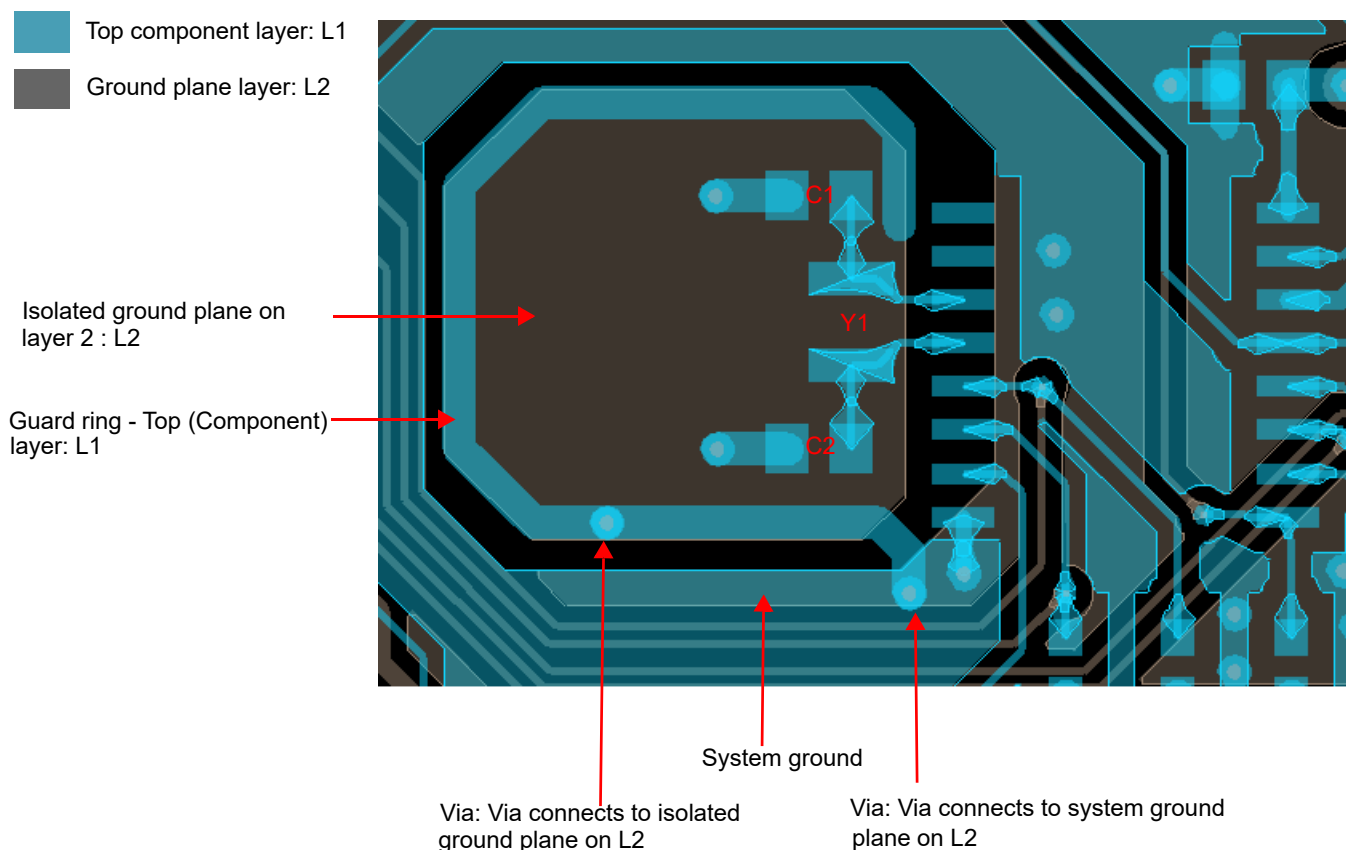 Top component layer: L1
Ground plane layer: L2
C1
Isolated ground plane on
layer 2 : L2
Y1
Guard ring - Top (Component)
layer: L1
C2
System ground
Via: Via connects to isolated
ground plane on L2
Via: Via connects to system ground
plane on L2